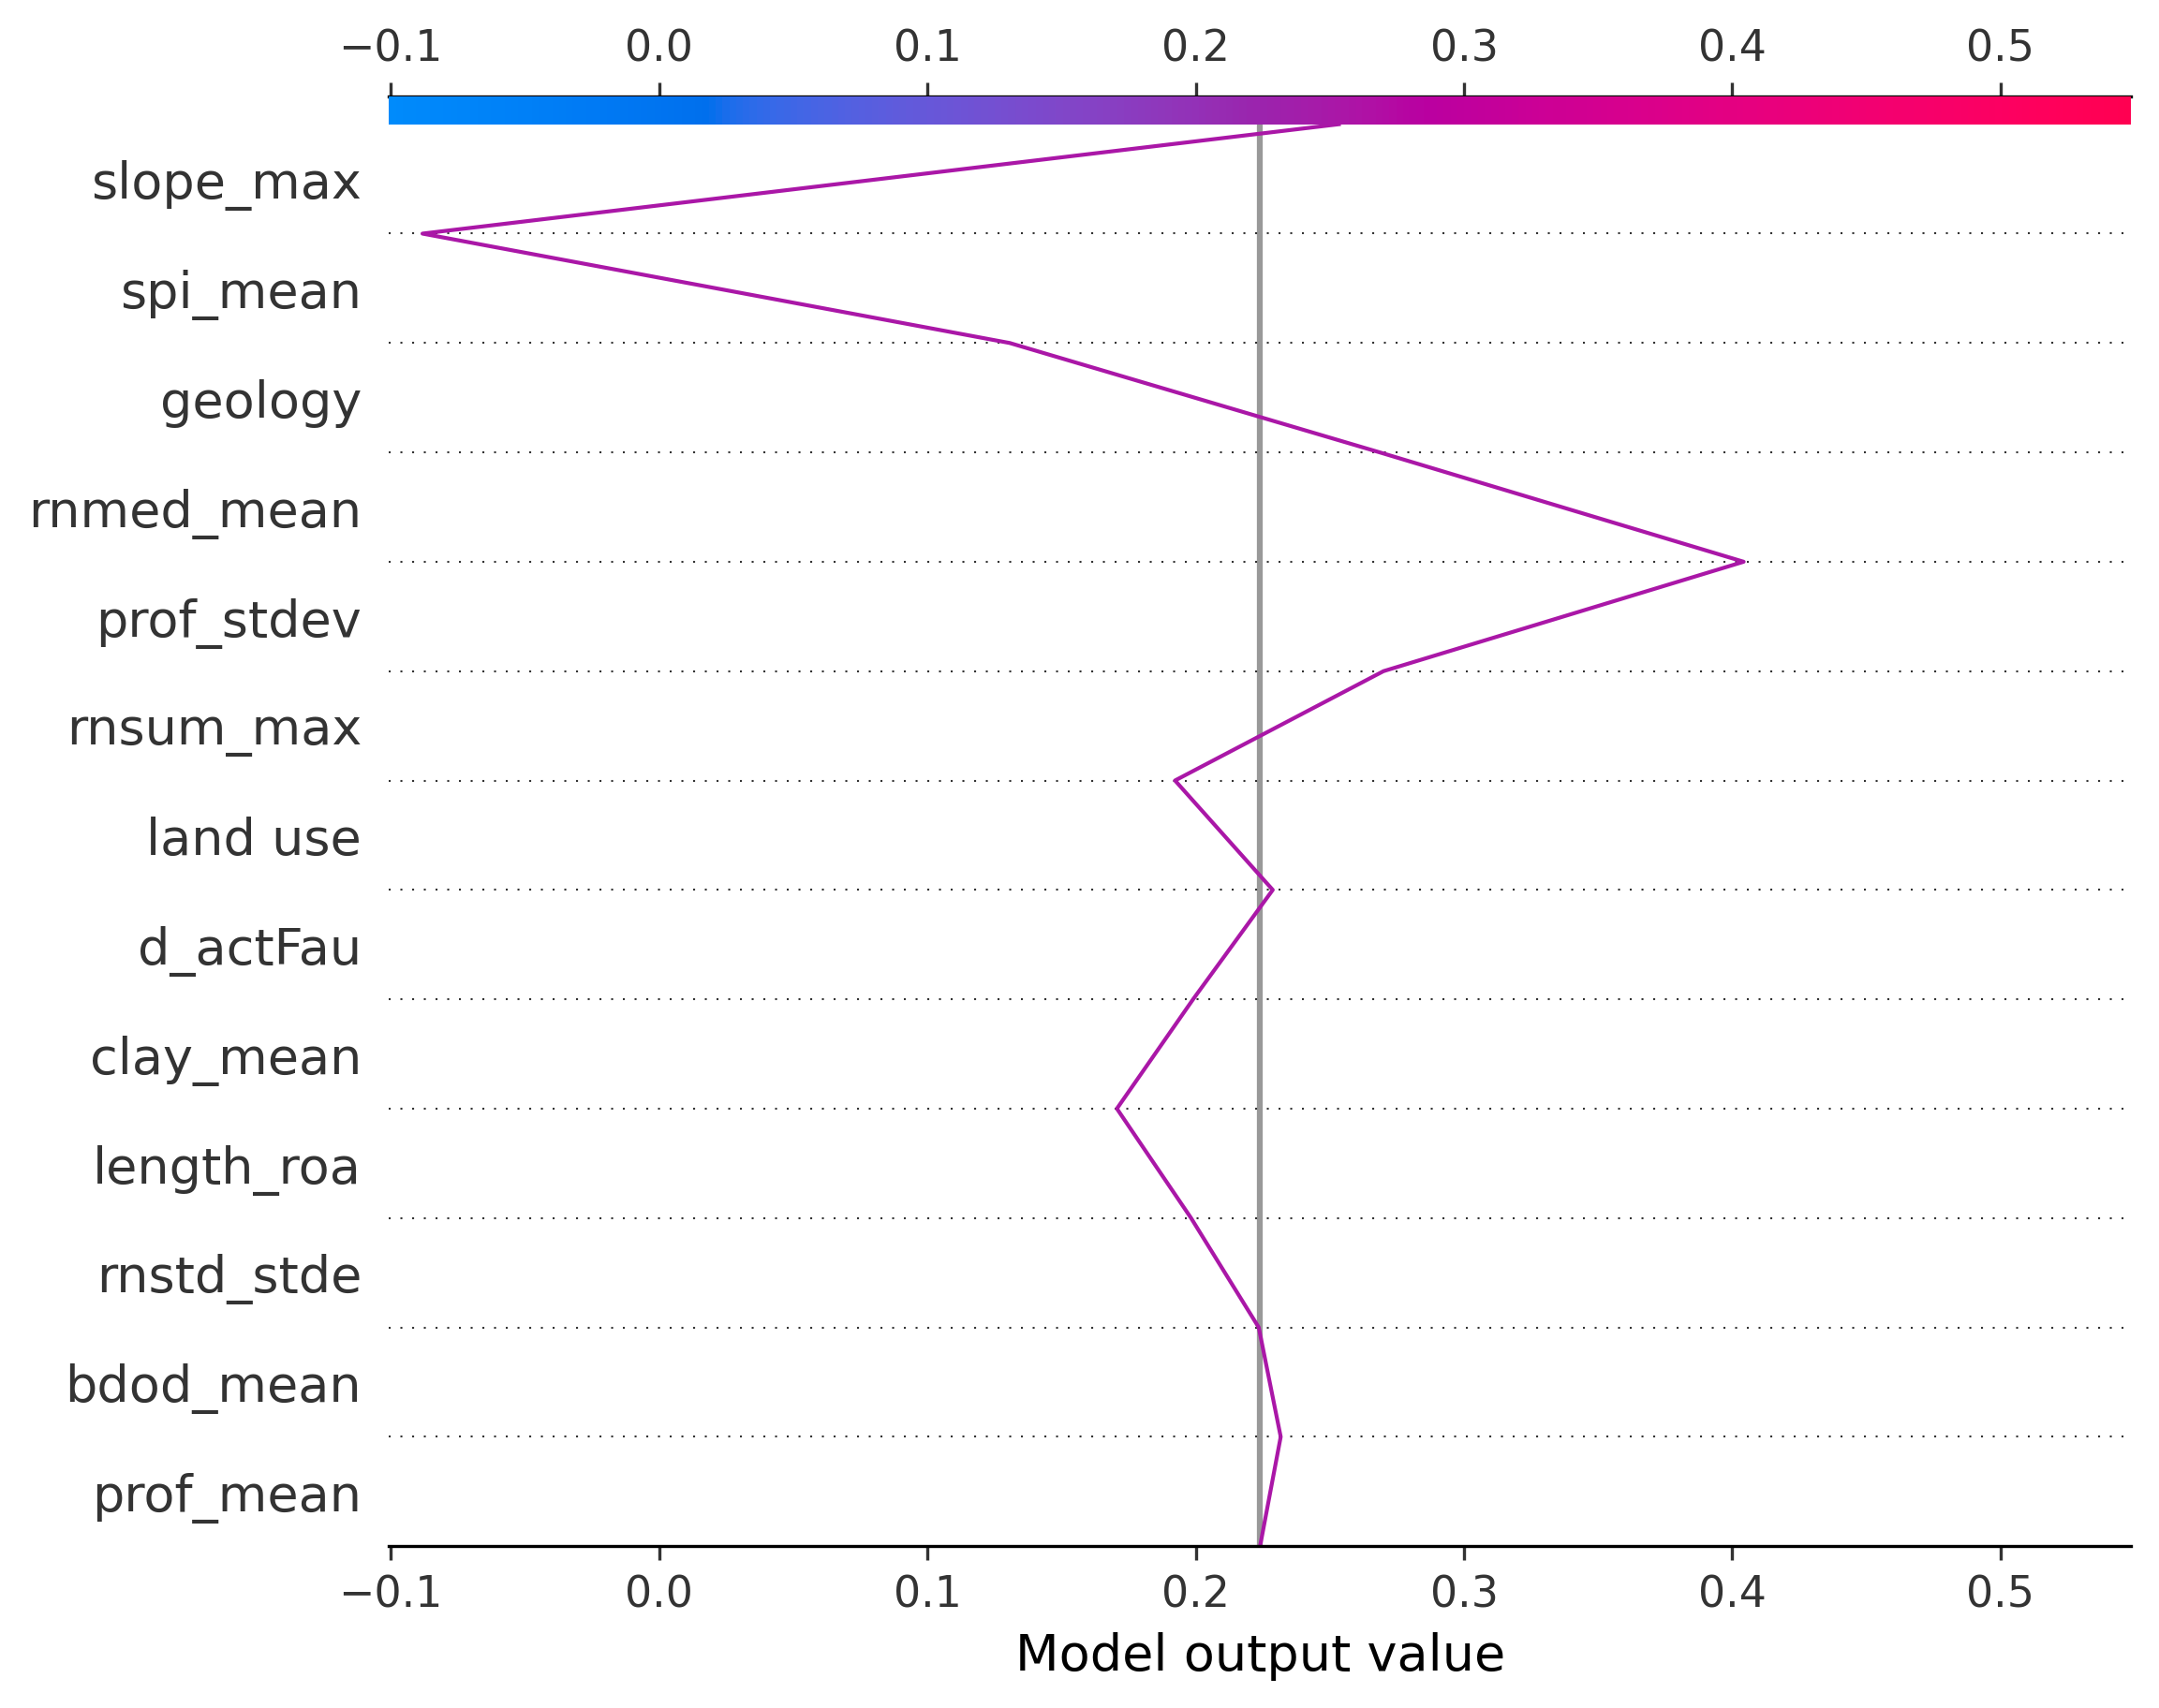 −0.1 0.0 0.1 0.2 0.3 0.4 0.5
slope_max
spi_mean
geology
rnmed_mean
prof_stdev
rnsum_max
land use
d_actFau
clay_mean
length_roa
rnstd_stde
bdod_mean
prof_mean
−0.1 0.0 0.1 0.2 0.3 0.4 0.5
Model output value